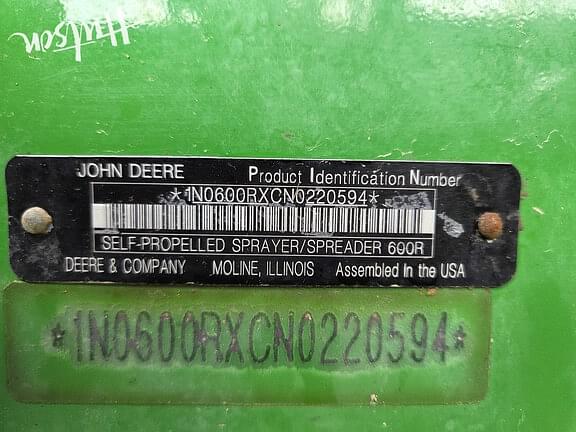 Hutson
JOHN DEERE Product Identification Number
*1N0600RXCN0220594*
SELF-PROPELLED SPRAYER/SPREADER 600R
DEERE & COMPANY MOLINE, ILLINOIS Assembled in the USA
*1N0600RXCN0220594*